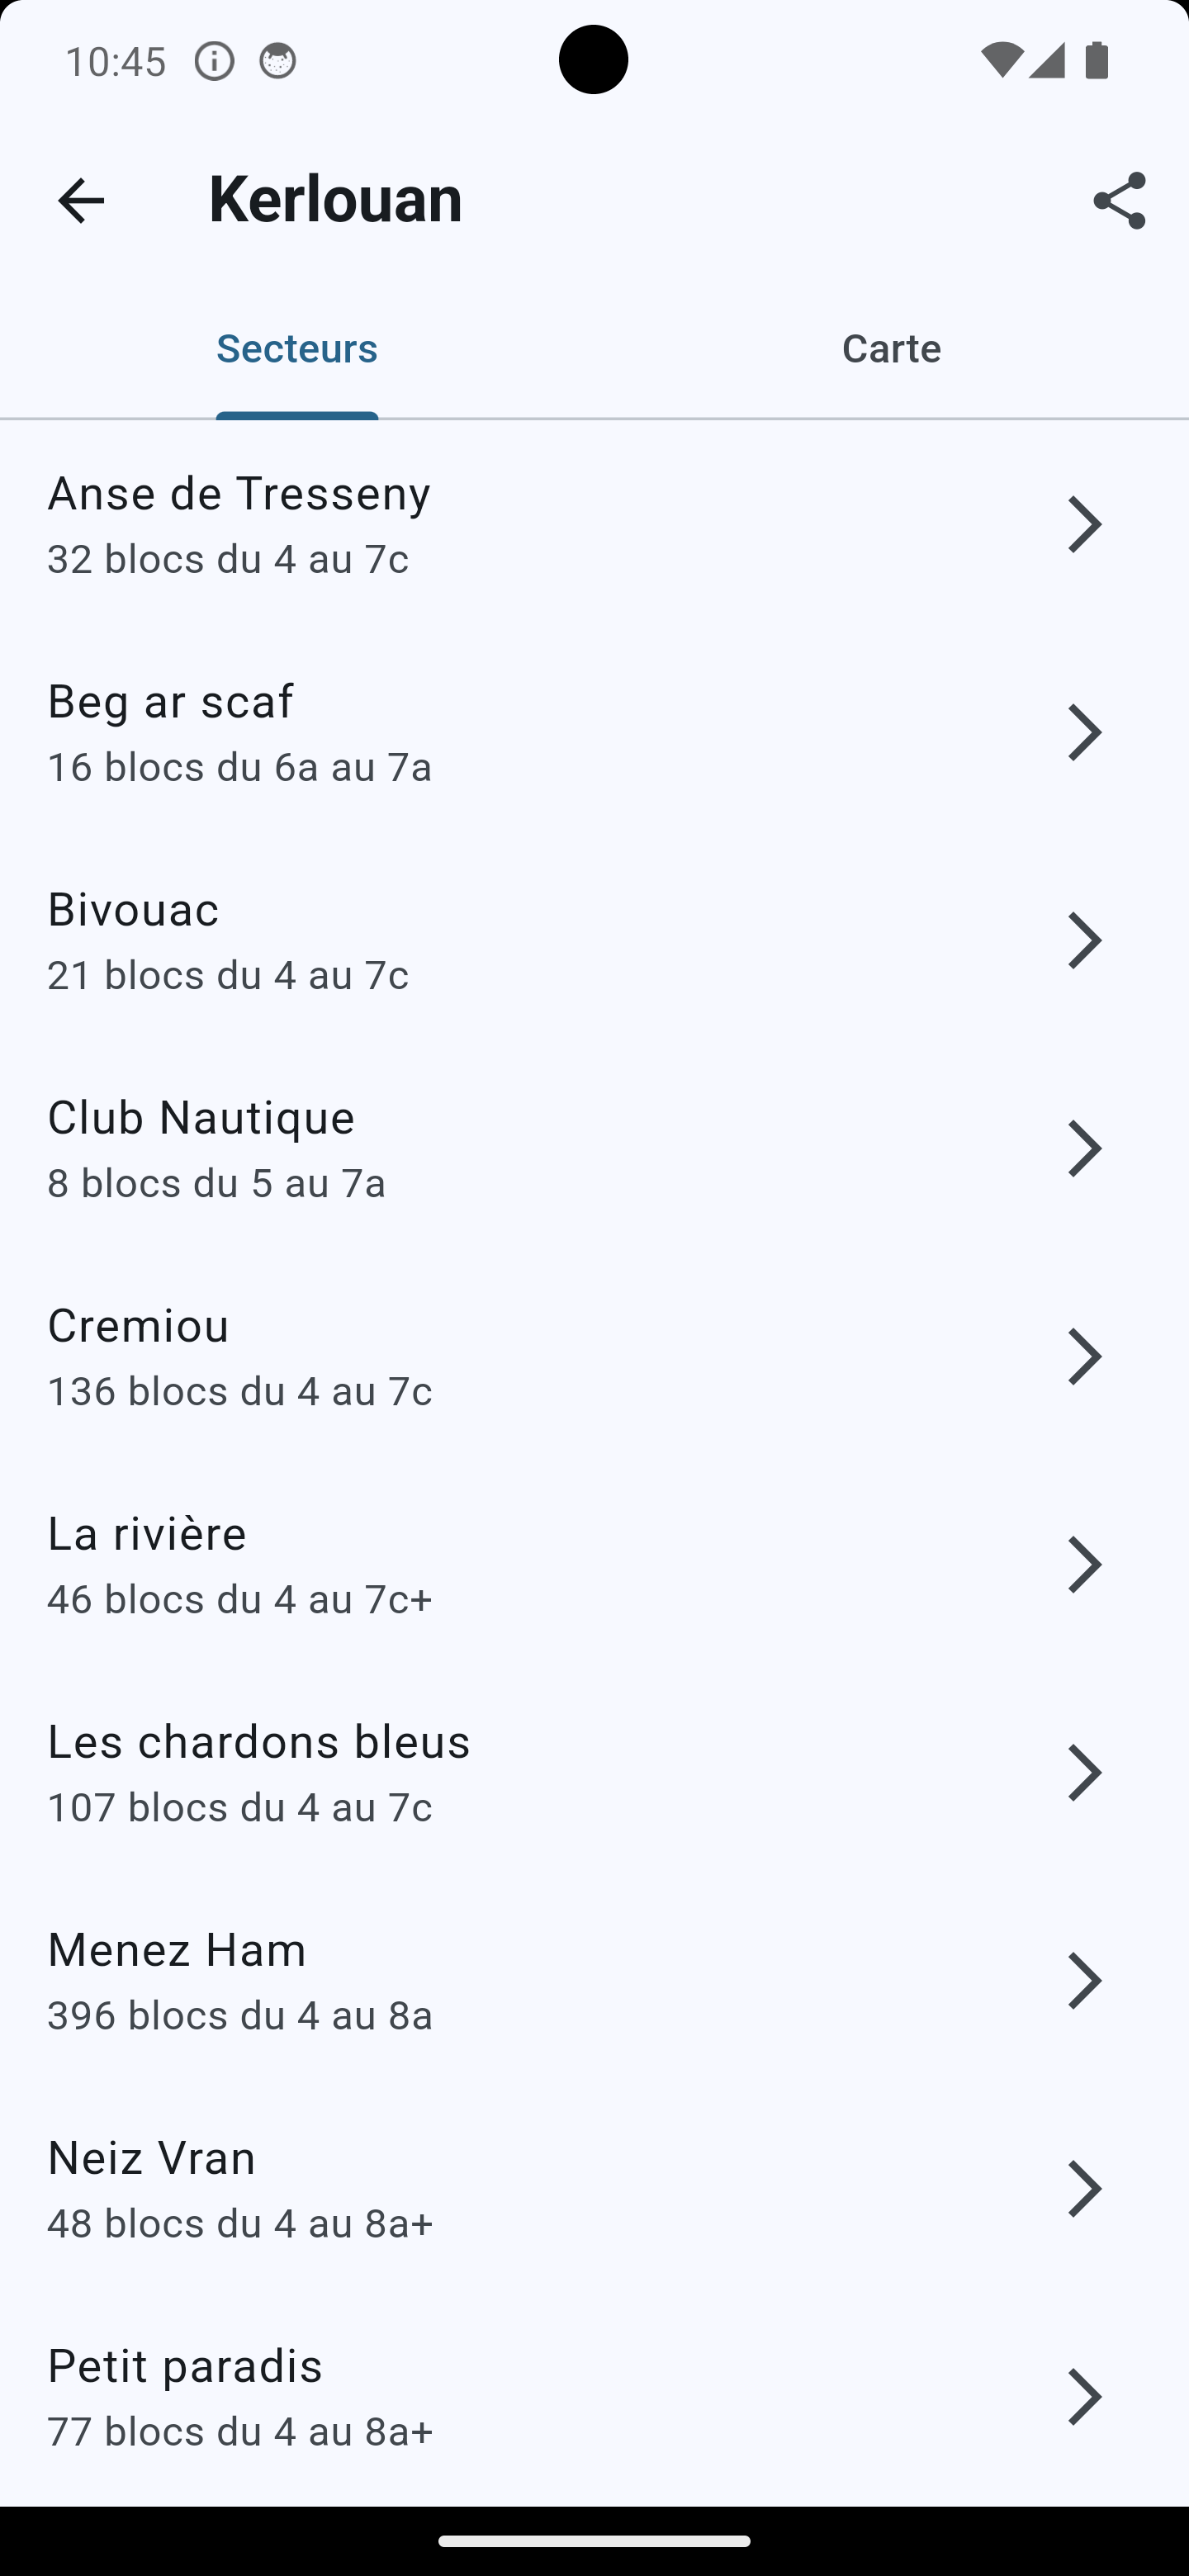 10:45
Kerlouan
Secteurs
Carte
Anse de Tresseny
32 blocs du 4 au 7c
Beg ar scaf
16 blocs du 6a au 7a
Bivouac
21 blocs du 4 au 7c
Club Nautique
8 blocs du 5 au 7a
Cremiou
136 blocs du 4 au 7c
La rivière
46 blocs du 4 au 7c+
Les chardons bleus
107 blocs du 4 au 7c
Menez Ham
396 blocs du 4 au 8a
Neiz Vran
48 blocs du 4 au 8a+
Petit paradis
77 blocs du 4 au 8a+